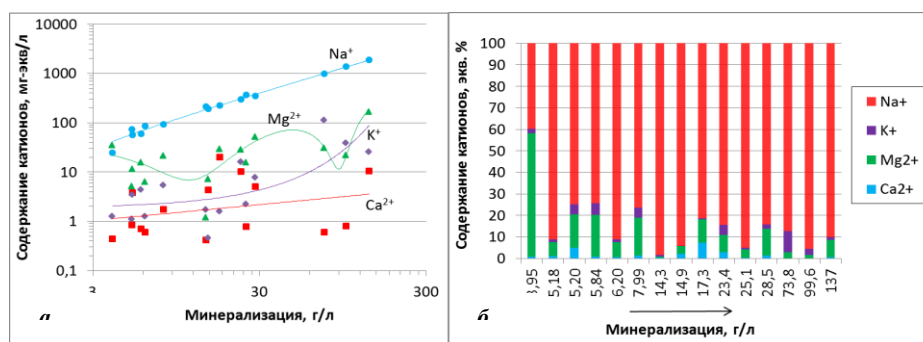 Содержание катионов, мг-экв/л
10000
1000
100
10
1
0,1
Na⁺
Mg²⁺
K⁺
Ca²⁺
3
30
300
Минерализация, г/л
а
Содержание катионов, экв. %
100
90
80
70
60
50
40
30
20
10
0
3,95
5,18
5,20
5,84
6,20
7,99
14,3
14,9
17,3
23,4
25,1
28,5
73,8
99,6
137
Минерализация, г/л
б
Na+
K+
Mg2+
Ca2+